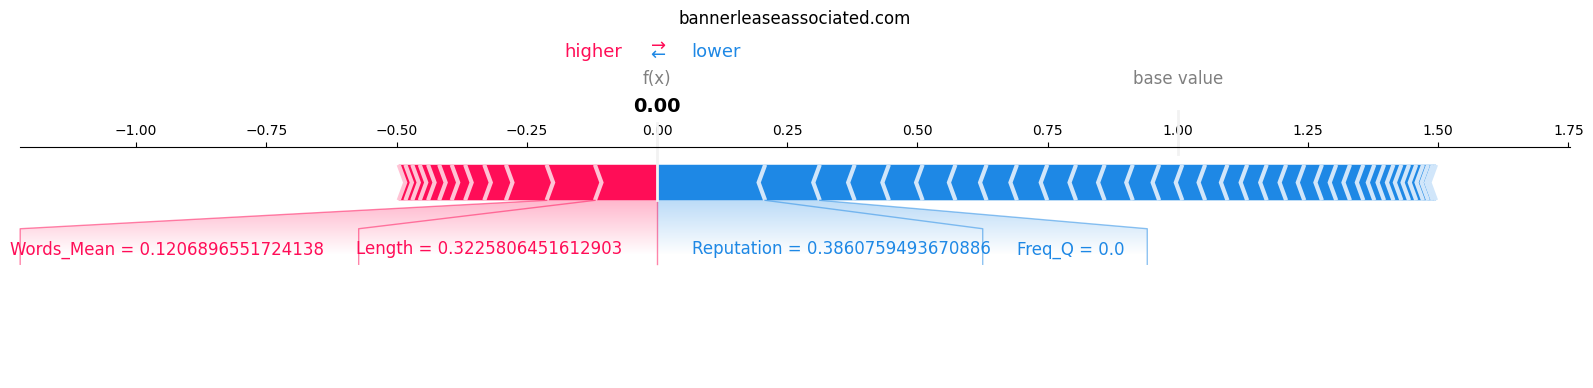 bannerleaseassociated.com
higher ⇄ lower
f(x) base value
0.00
−1.00 −0.75 −0.50 −0.25 0.00 0.25 0.50 0.75 1.00 1.25 1.50 1.75
Words_Mean = 0.1206896551724138 Length = 0.3225806451612903 Reputation = 0.3860759493670886 Freq_Q = 0.0